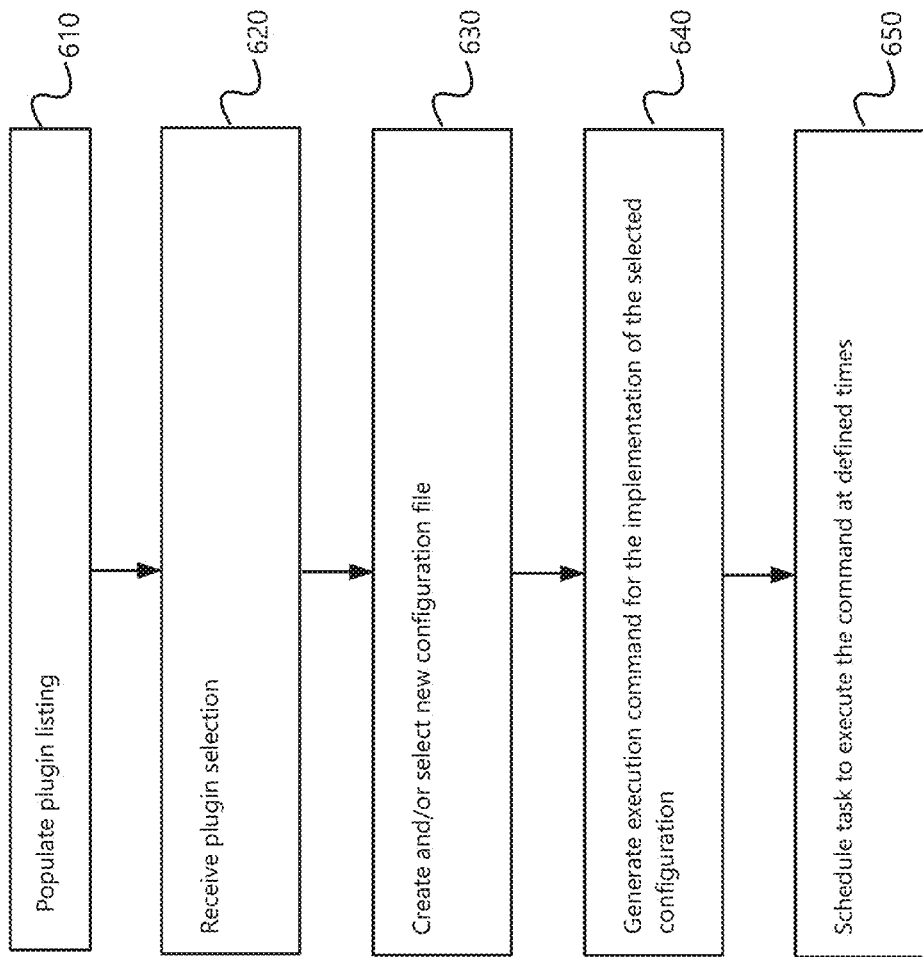 Populate plugin listing
610
Receive plugin selection
620
Create and/or select new configuration file
630
Generate execution command for the implementation of the selected
configuration
640
Schedule task to execute the command at defined times
650